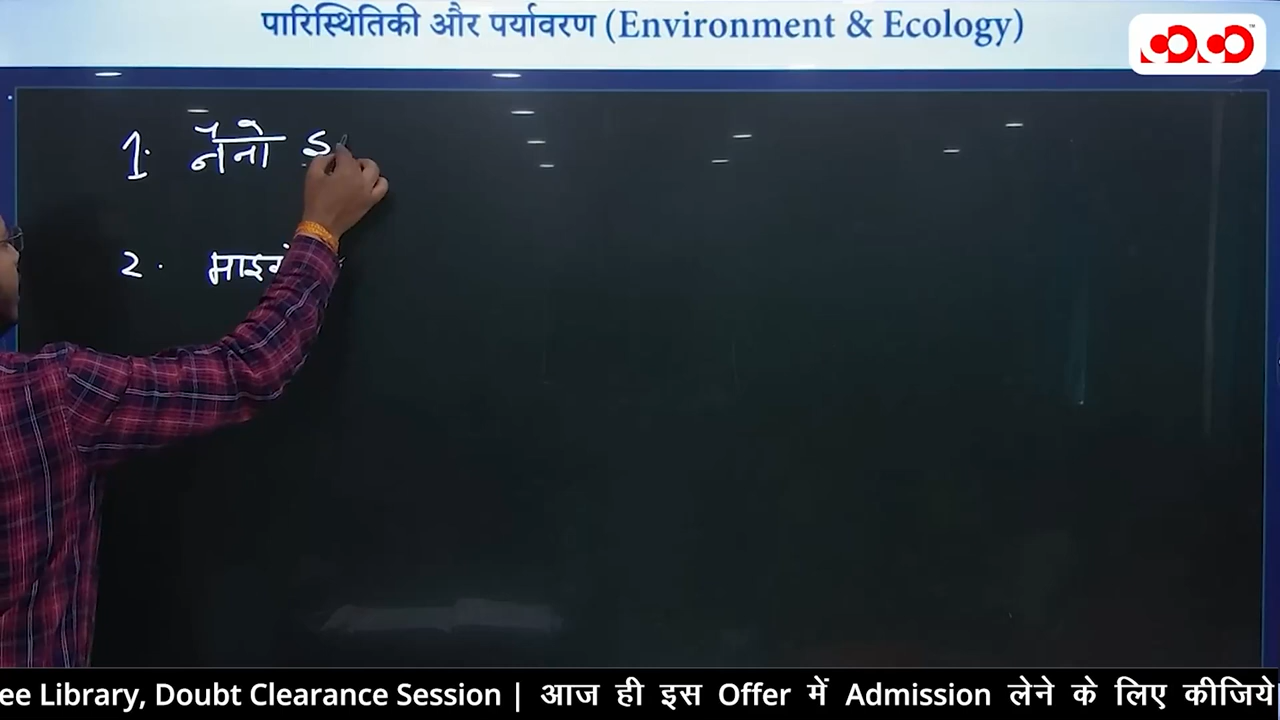 पारिस्थितिकी और पर्यावरण (Environment & Ecology)
1. नैनो
2.
ee Library, Doubt Clearance Session | आज ही इस Offer में Admission लेने के लिए कीजिये